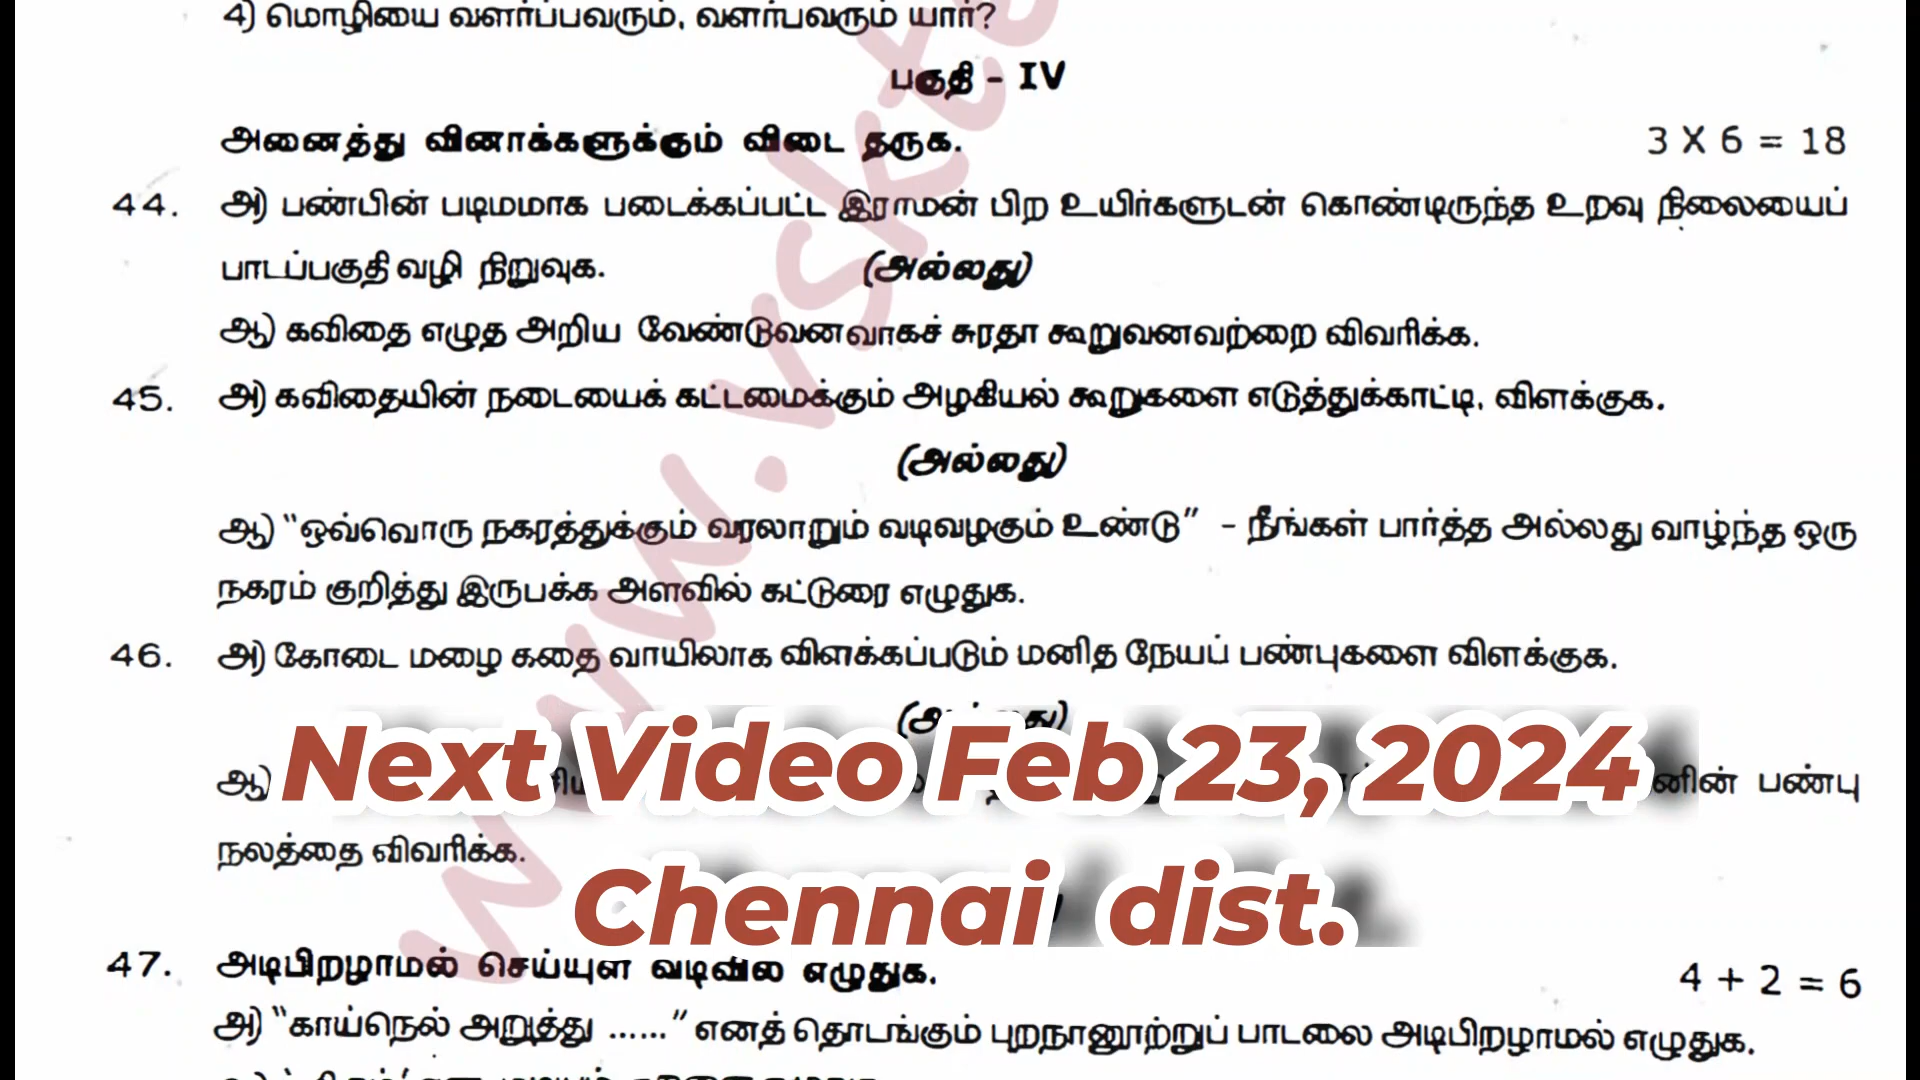 4) மொழியை வளர்ப்பவரும், வளர்பவரும் யார்?
பகுதி - IV
அனைத்து வினாக்களுக்கும் விடை தருக. 3 X 6 = 18
44. அ) பண்பின் படிமமாக படைக்கப்பட்ட இராமன் பிற உயிர்களுடன் கொண்டிருந்த உறவு நிலையைப்
பாடப்பகுதி வழி நிறுவுக. (அல்லது)
ஆ) கவிதை எழுத அறிய வேண்டுவனவாகச் சுரதா கூறுவனவற்றை விவரிக்க.
45. அ) கவிதையின் நடையைக் கட்டமைக்கும் அழகியல் கூறுகளை எடுத்துக்காட்டி, விளக்குக.
(அல்லது)
ஆ) “ஒவ்வொரு நகரத்துக்கும் வரலாறும் வடிவழகும் உண்டு” - நீங்கள் பார்த்த அல்லது வாழ்ந்த ஒரு
நகரம் குறித்து இருபக்க அளவில் கட்டுரை எழுதுக.
46. அ) கோடை மழை கதை வாயிலாக விளக்கப்படும் மனித நேயப் பண்புகளை விளக்குக.
(அல்லது)
Next Video Feb 23, 2024
ஆ) பண்பு
நலத்தை விவரிக்க.
Chennai dist.
47. அடிபிறழாமல் செய்யுள் வடிவில் எழுதுக. 4 + 2 = 6
அ) “காய்நெல் அறுத்து ......” எனத் தொடங்கும் புறநானூற்றுப் பாடலை அடிபிறழாமல் எழுதுக.
www.vskt